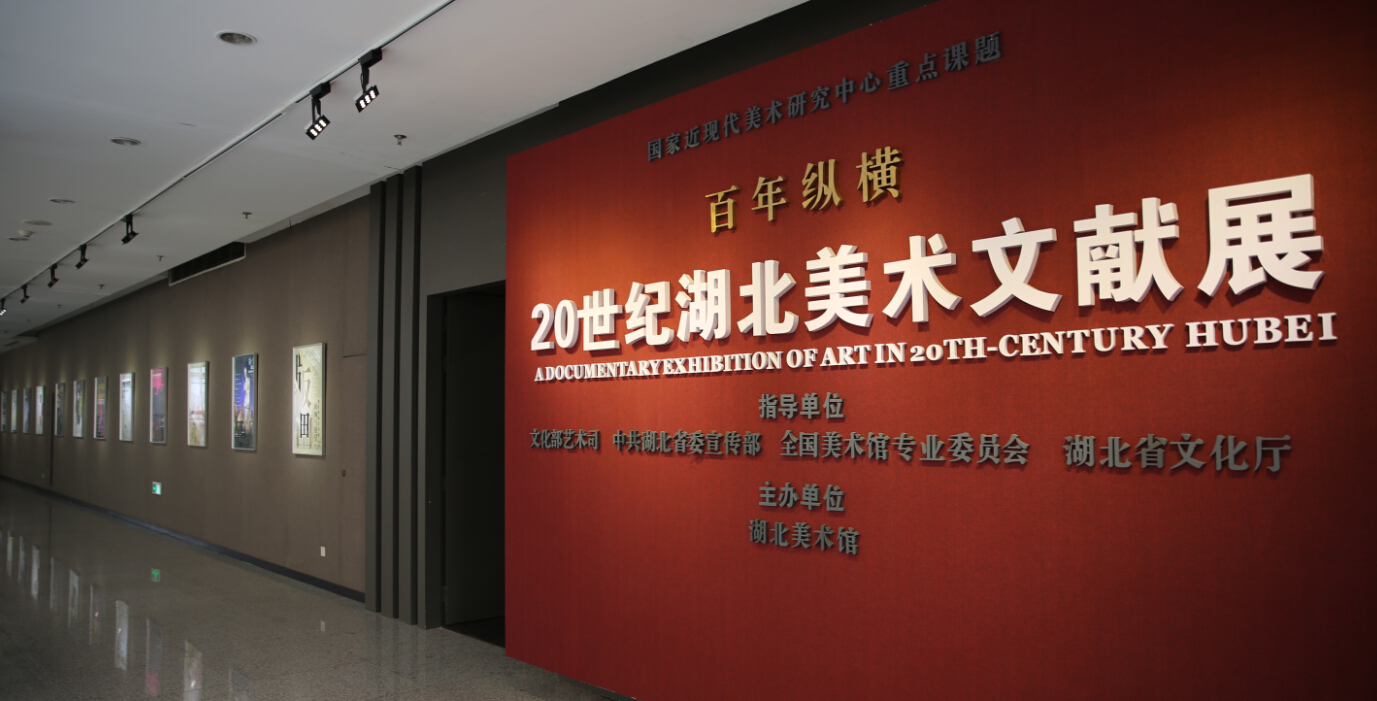 国家近现代美术研究中心重点课题
百年纵横
20世纪湖北美术文献展
A DOCUMENTARY EXHIBITION OF ART IN 20TH-CENTURY HUBEI
指导单位
文化部艺术司 中共湖北省委宣传部 全国美术馆专业委员会 湖北省文化厅
主办单位
湖北美术馆